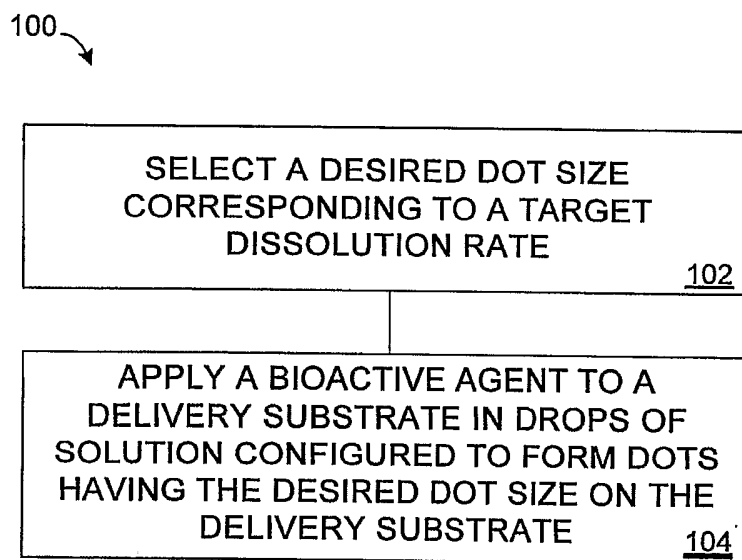 100
SELECT A DESIRED DOT SIZE
CORRESPONDING TO A TARGET
DISSOLUTION RATE
102
APPLY A BIOACTIVE AGENT TO A
DELIVERY SUBSTRATE IN DROPS OF
SOLUTION CONFIGURED TO FORM DOTS
HAVING THE DESIRED DOT SIZE ON THE
DELIVERY SUBSTRATE
104